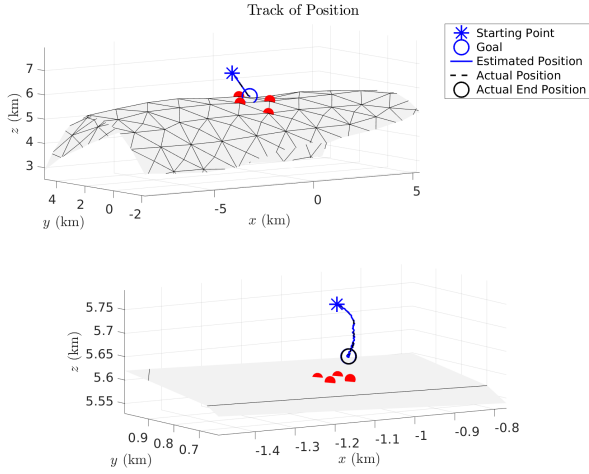 Track of Position
Starting Point
Goal
Estimated Position
Actual Position
Actual End Position
7
6
5
4
3
z (km)
4
2
0
-2
y (km)
-5
0
5
x (km)
5.75
5.7
5.65
5.6
5.55
z (km)
0.9
0.8
0.7
y (km)
-1.4
-1.3
-1.2
-1.1
-1
-0.9
-0.8
x (km)